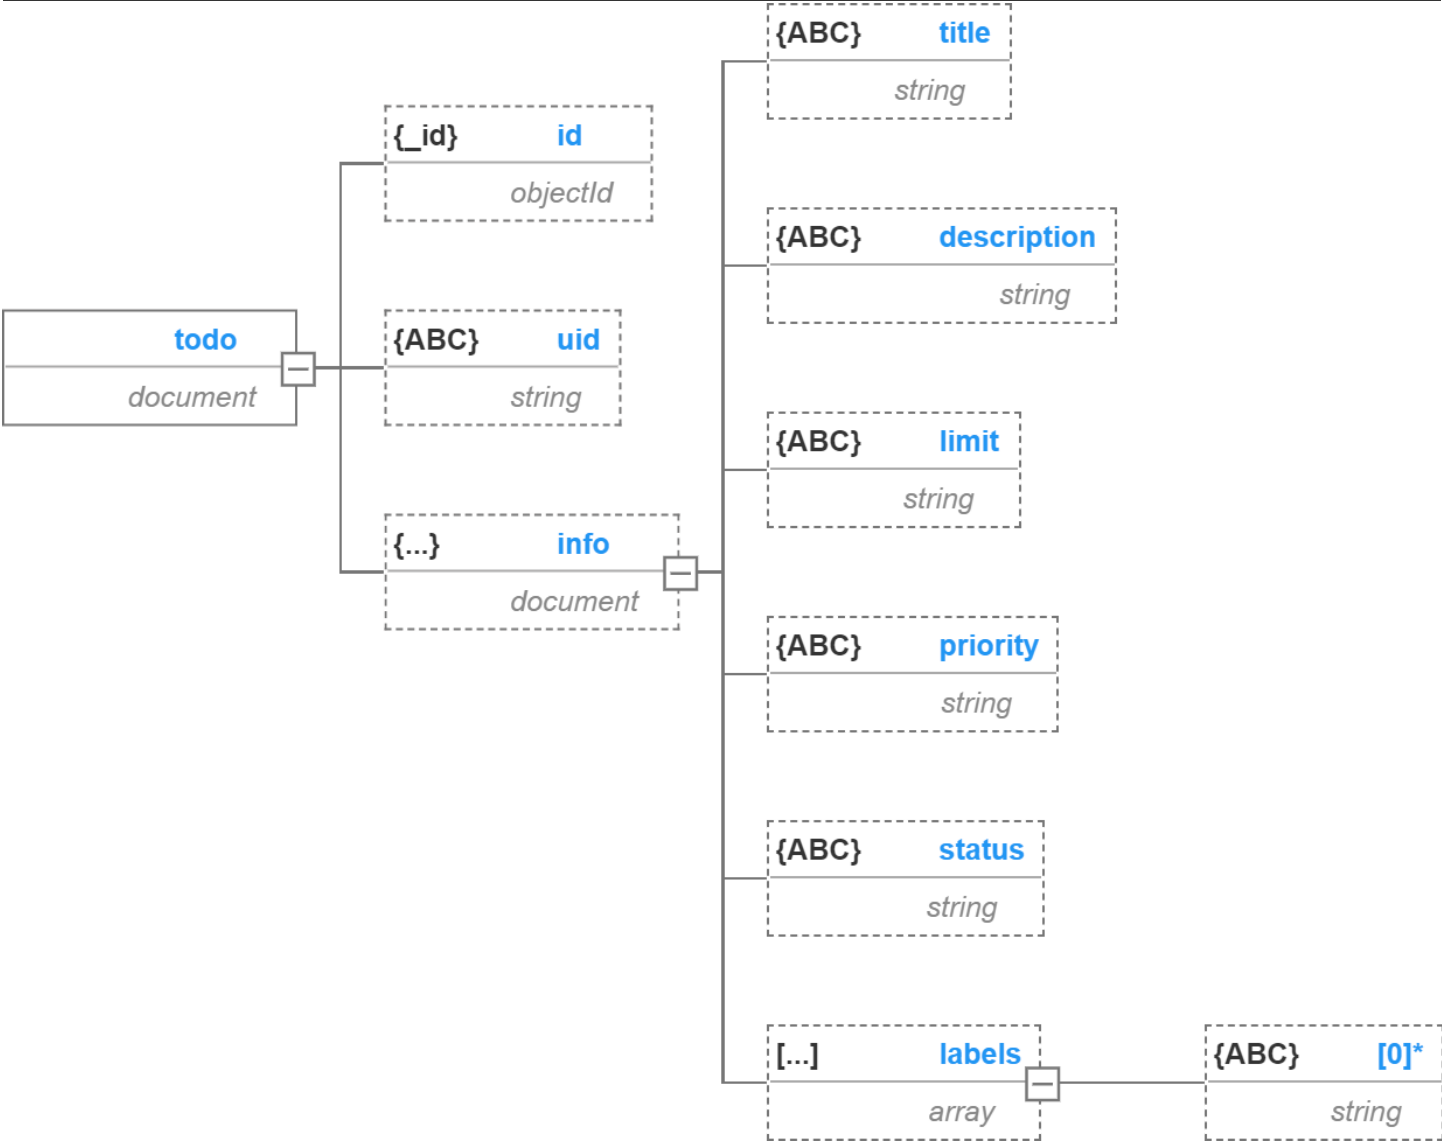 todo
document
{_id} id
objectId
{ABC} uid
string
{...} info
document
{ABC} title
string
{ABC} description
string
{ABC} limit
string
{ABC} priority
string
{ABC} status
string
[...] labels
array
{ABC} [0]*
string